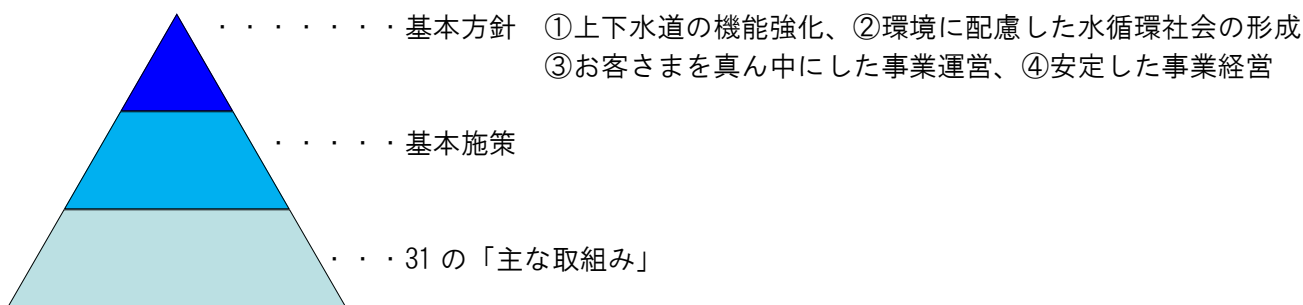 ・・・・・・・基本方針　①上下水道の機能強化、②環境に配慮した水循環社会の形成
③お客さまを真ん中にした事業運営、④安定した事業経営
・・・・・基本施策
・・・31 の「主な取組み」